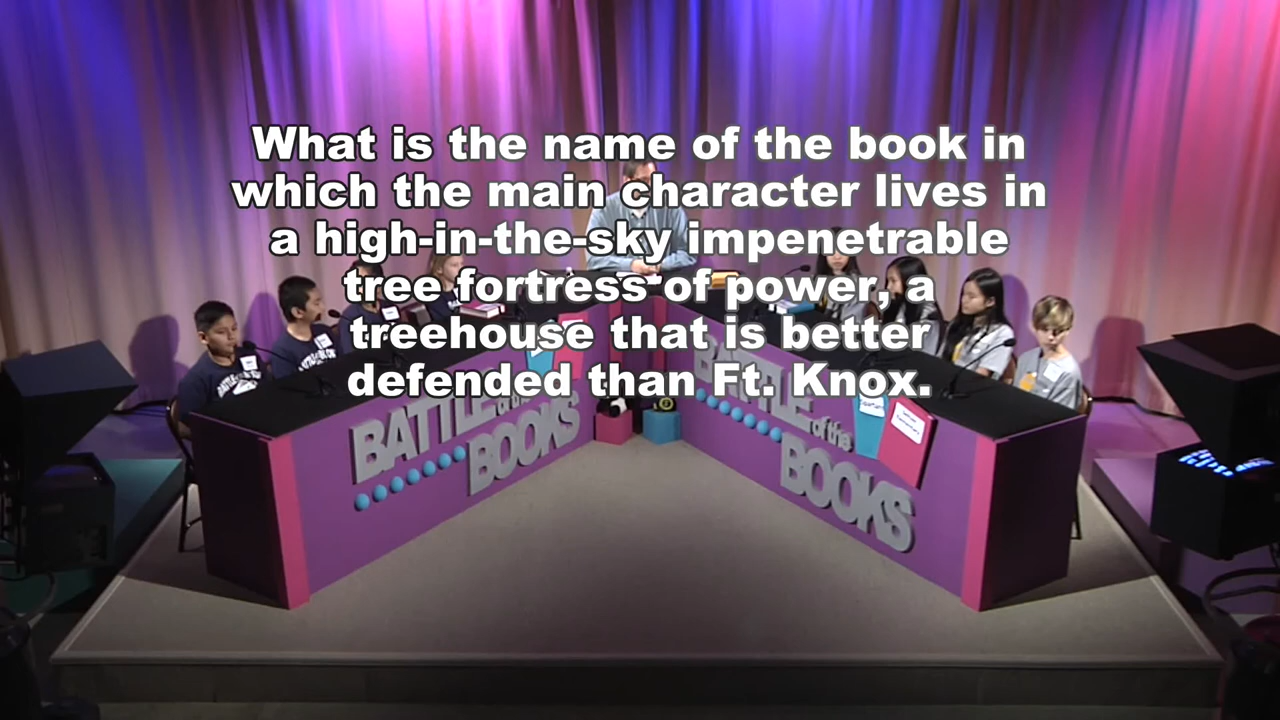 What is the name of the book in
which the main character lives in
a high-in-the-sky impenetrable
tree fortress of power, a
treehouse that is better
defended than Ft. Knox.
BATTLE of the
BOOKS
BATTLE
of the
BOOKS